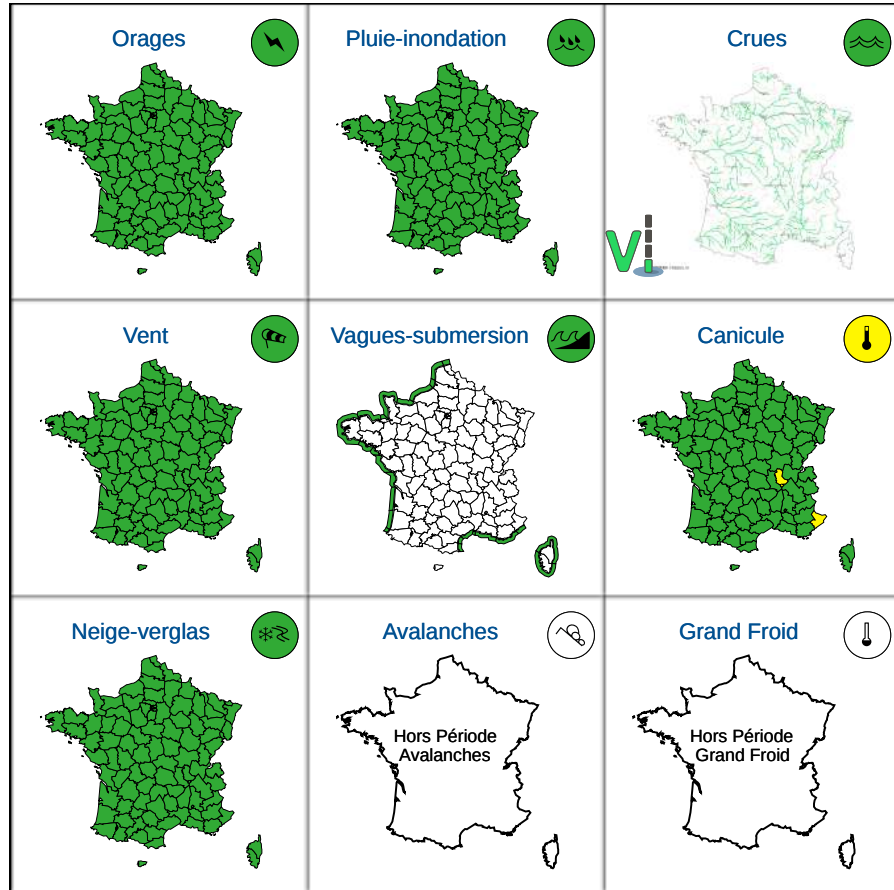 Orages
Pluie-inondation
Crues
Vi
Vent
Vagues-submersion
Canicule
Neige-verglas
Avalanches
Grand Froid
Hors Période
Avalanches
Hors Période
Grand Froid